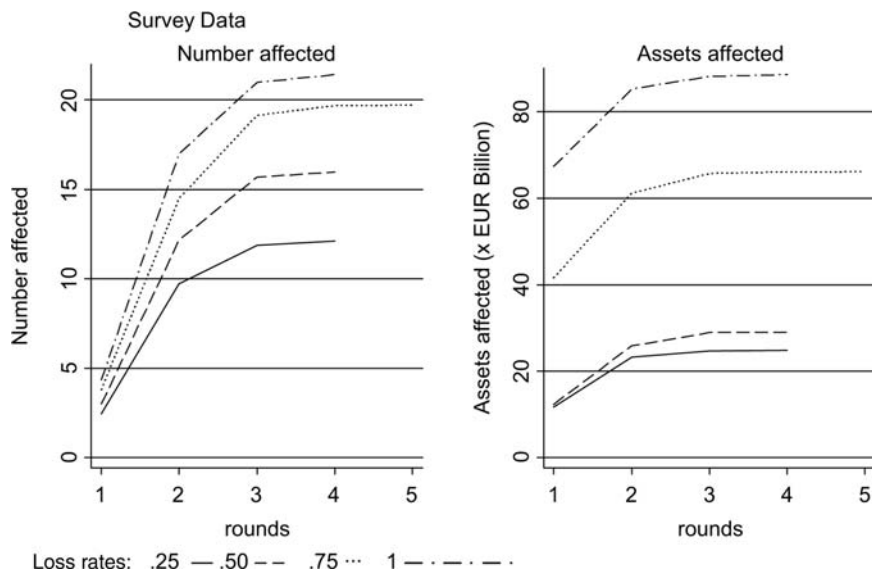 Survey Data
Number affected
Number affected
20
15
10
5
0
1 2 3 4 5
rounds
Assets affected
Assets affected (x EUR Billion)
80
60
40
20
0
1 2 3 4 5
rounds
Loss rates: .25 .50 .75 1